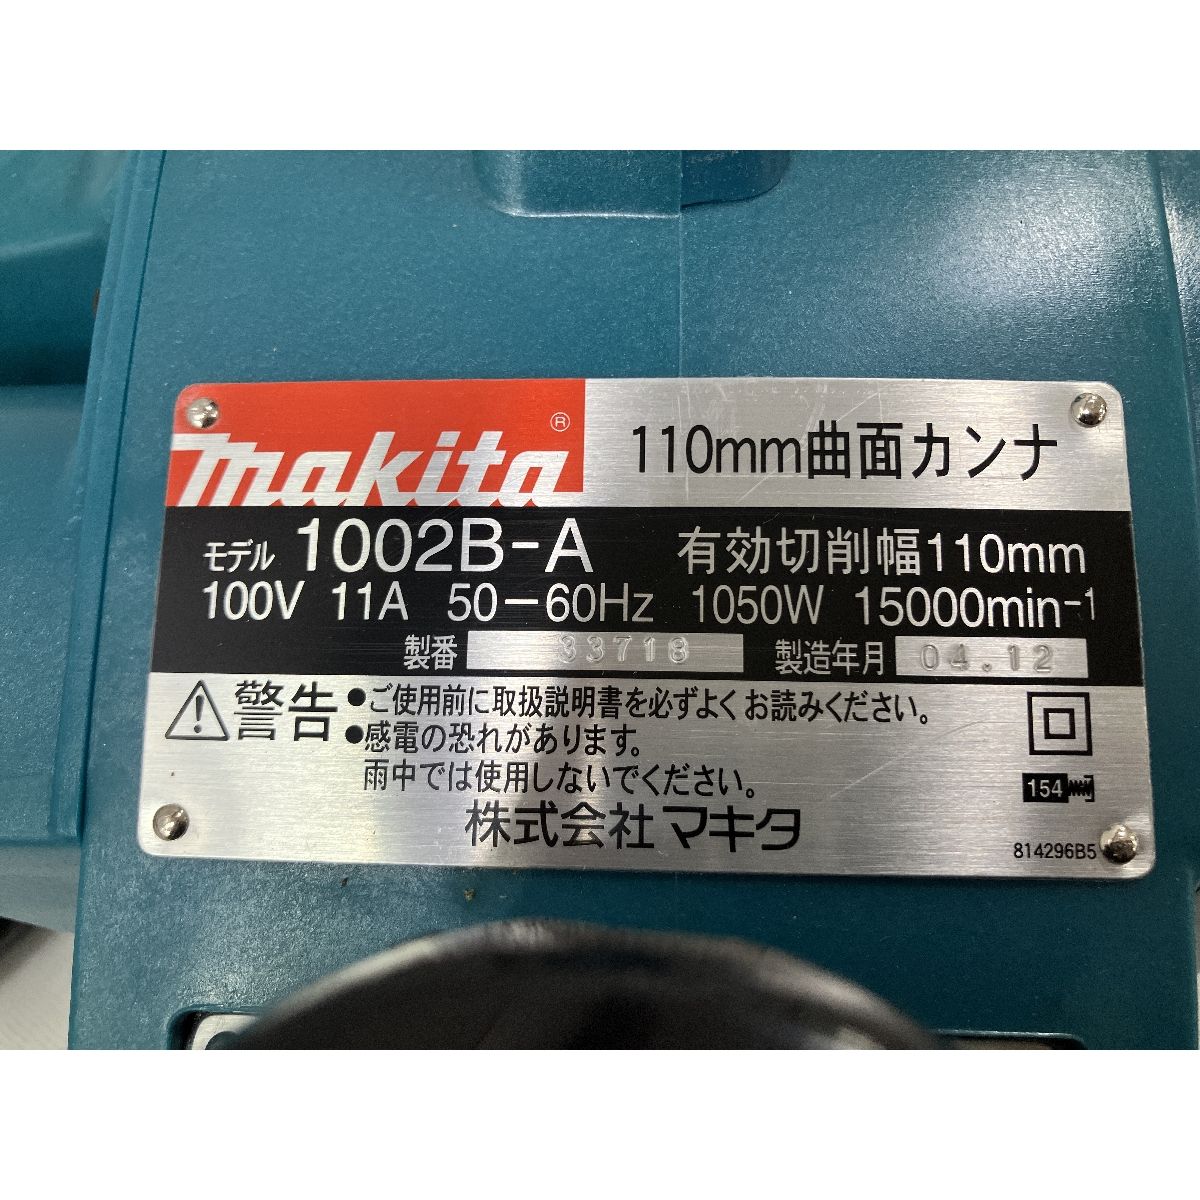 makita®
110mm曲面カンナ
モデル 1002B-A 有効切削幅110mm
100V 11A 50-60Hz 1050W 15000min-1
製番 33718 製造年月 04.12
警告 ●ご使用前に取扱説明書を必ずよくお読みください。
●感電の恐れがあります。
雨中では使用しないでください。
154
株式会社マキタ
814296B5